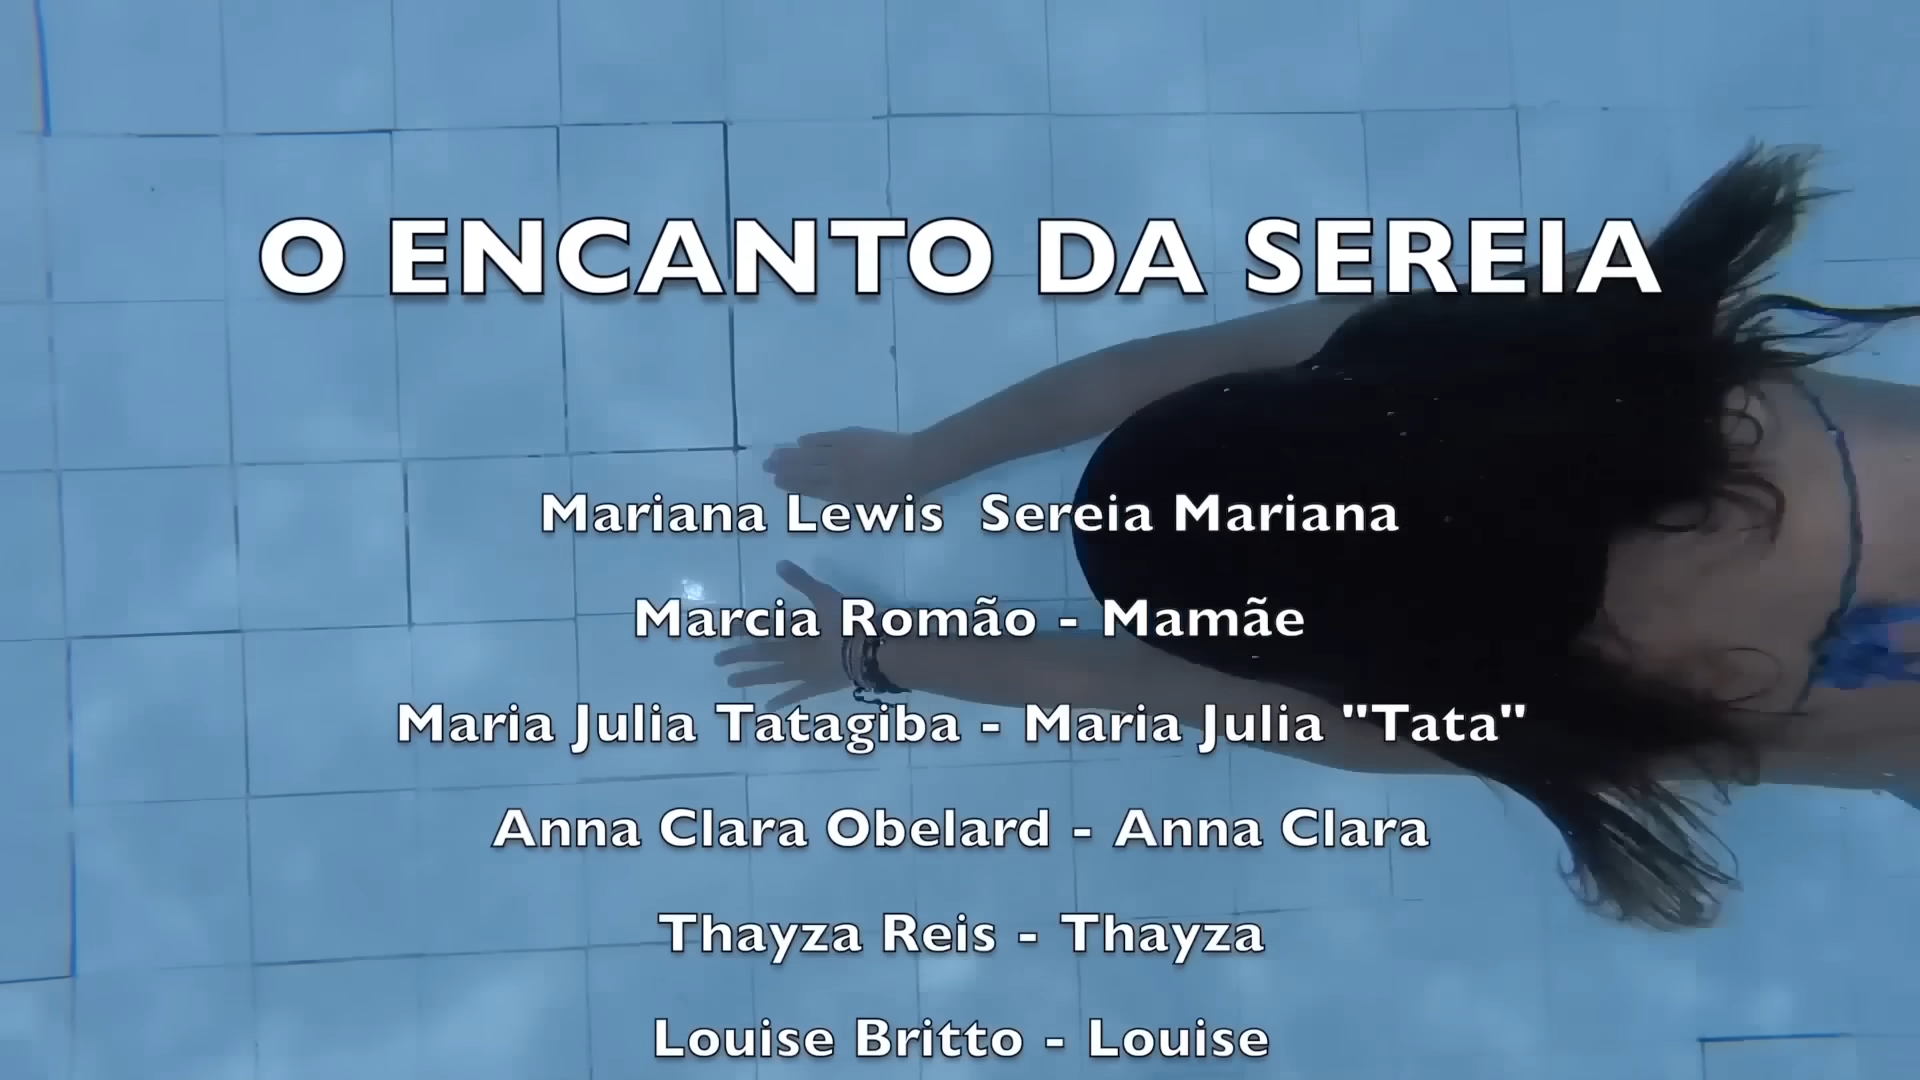 O ENCANTO DA SEREIA
Mariana Lewis  Sereia Mariana
Marcia Romão - Mamãe
Maria Julia Tatagiba - Maria Julia "Tata"
Anna Clara Obelard - Anna Clara
Thayza Reis - Thayza
Louise Britto - Louise